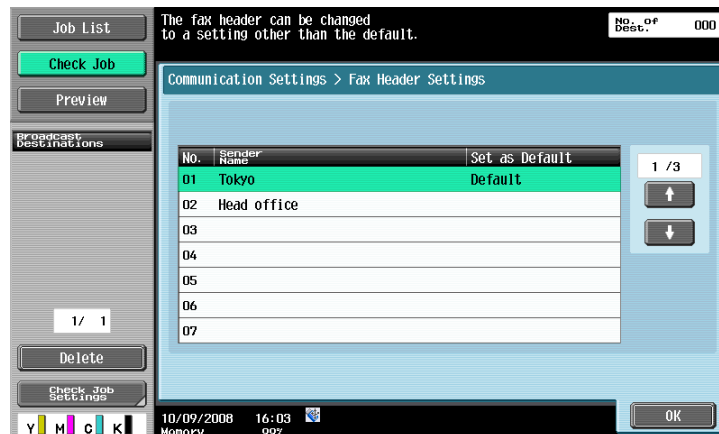 Job List
Check Job
Preview
Broadcast
Destinations
1/ 1
Delete
Check Job
Settings
Y M C K
The fax header can be changed
to a setting other than the default.
No. of
Dest. 000
Communication Settings > Fax Header Settings
No. Sender
Name Set as Default
01 Tokyo Default
02 Head office
03
04
05
06
07
1 /3
↑
↓
10/09/2008 16:03
Memory 99%
OK